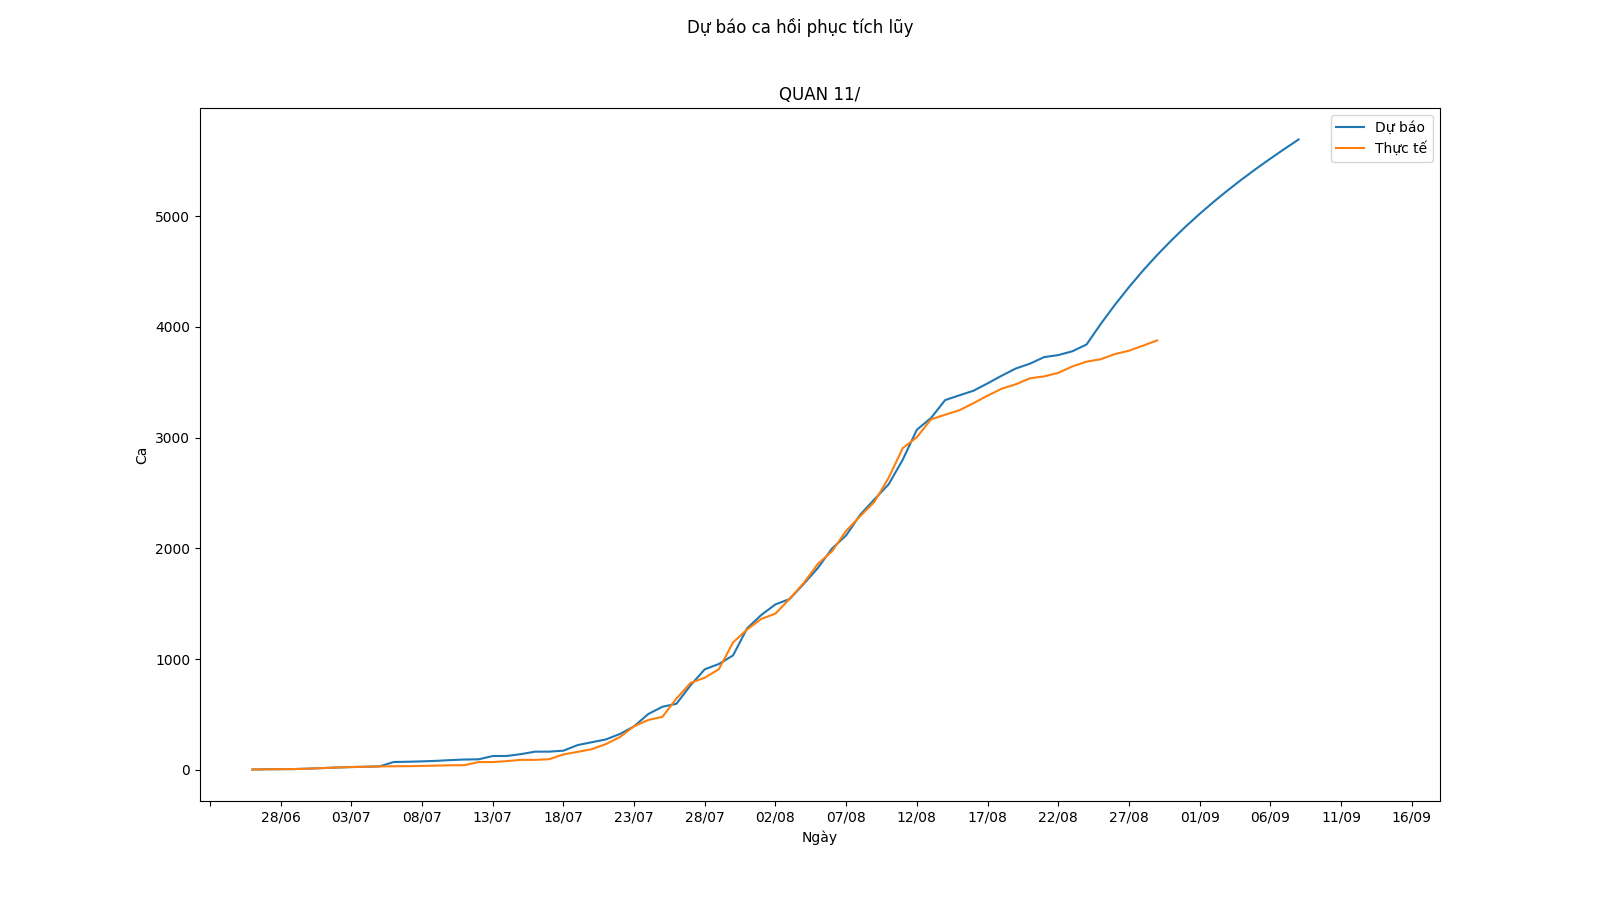 Dự báo ca hồi phục tích lũy
QUAN 11/
Dự báo
Thực tế
5000
4000
3000
2000
1000
0
Ca
28/06 03/07 08/07 13/07 18/07 23/07 28/07 02/08 07/08 12/08 17/08 22/08 27/08 01/09 06/09 11/09 16/09
Ngày